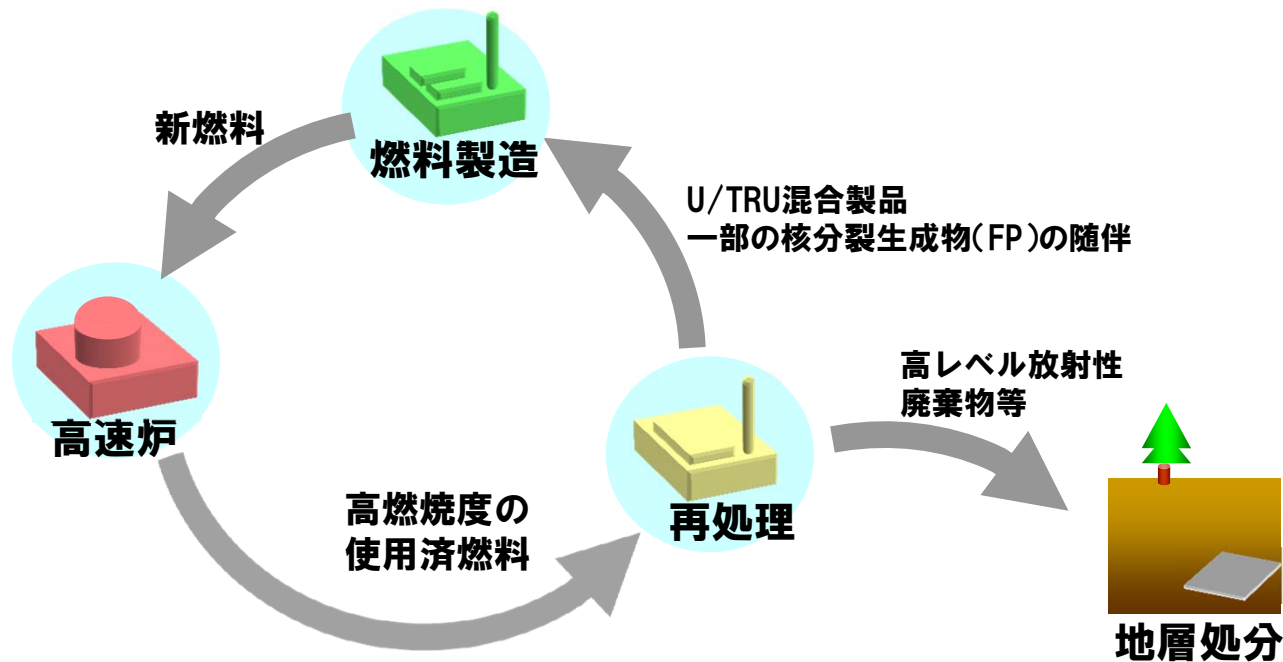 新燃料
燃料製造
U/TRU混合製品
一部の核分裂生成物(FP)の随伴
高速炉
高レベル放射性
廃棄物等
高燃焼度の
使用済燃料
再処理
地層処分